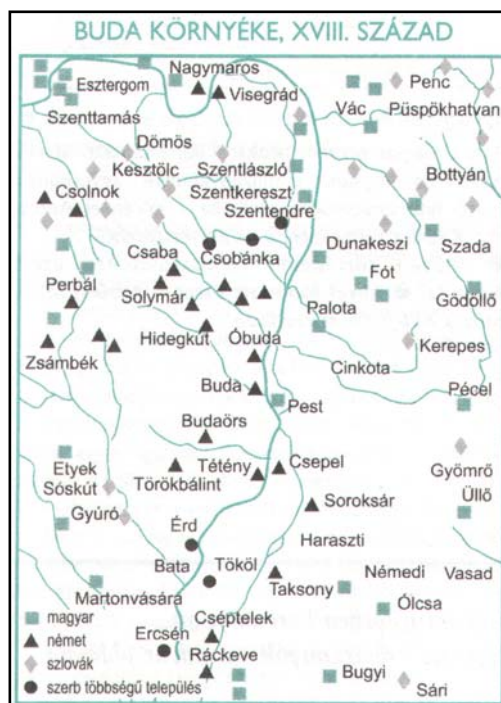 BUDA KÖRNYÉKE, XVIII. SZÁZAD
Nagymaros
Esztergom
Visegrád
Penc
Vác
Püspökhatvan
Szenttamás
Dömös
Kesztölc
Szentlászló
Bottyán
Csolnok
Szentkereszt
Szentendre
Dunakeszi
Szada
Csaba
Csobánka
Fót
Perbál
Solymár
Palota
Gödöllő
Hidegkút
Óbuda
Zsámbék
Cinkota
Kerepes
Buda
Pest
Pécel
Budaörs
Etyek
Tétény
Csepel
Gyömrő
Sóskút
Törökbálint
Üllő
Gyúró
Soroksár
Érd
Haraszti
Bata
Tököl
Némedi
Vasad
Martonvására
Taksony
Ócsa
magyar
Cséptelek
német
Ercséh
szlovák
Ráckeve
Bugyi
Sári
szerb többségű település